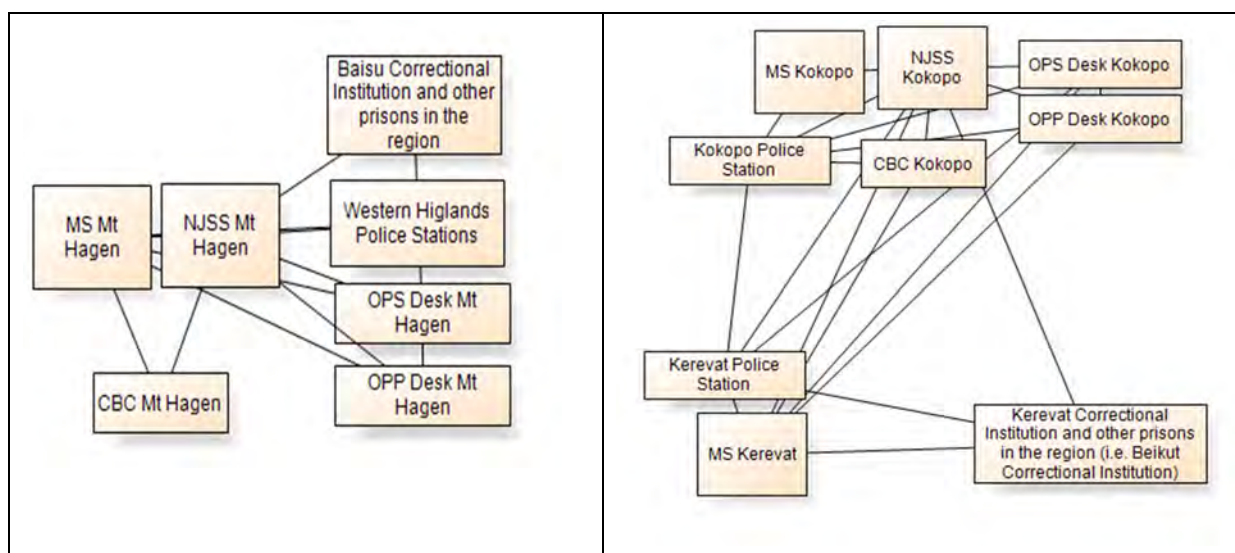 Baisu Correctional
Institution and other
prisons in the
region
MS Mt
Hagen
NJSS Mt
Hagen
Western Higlands
Police Stations
OPS Desk Mt
Hagen
CBC Mt Hagen
OPP Desk Mt
Hagen
MS Kokopo
NJSS
Kokopo
OPS Desk Kokopo
OPP Desk Kokopo
Kokopo Police
Station
CBC Kokopo
Kerevat Police
Station
MS Kerevat
Kerevat Correctional
Institution and other prisons
in the region (i.e. Beikut
Correctional Institution)